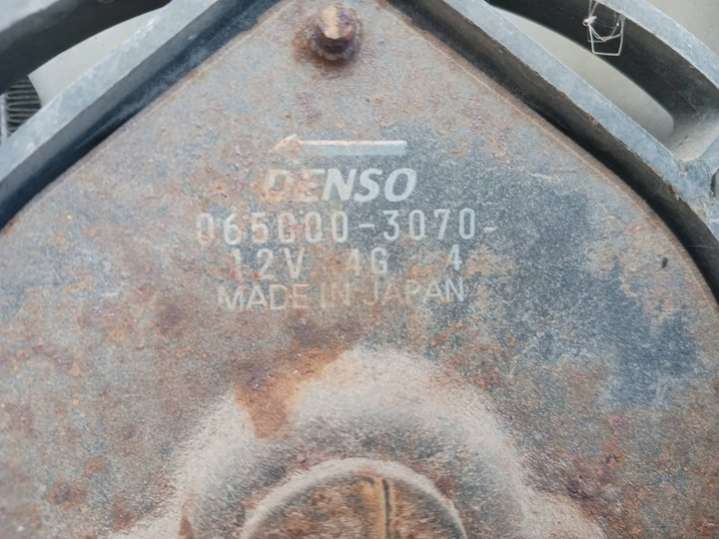 DENSO
065000-3070-
12V 4G 4
MADE IN JAPAN